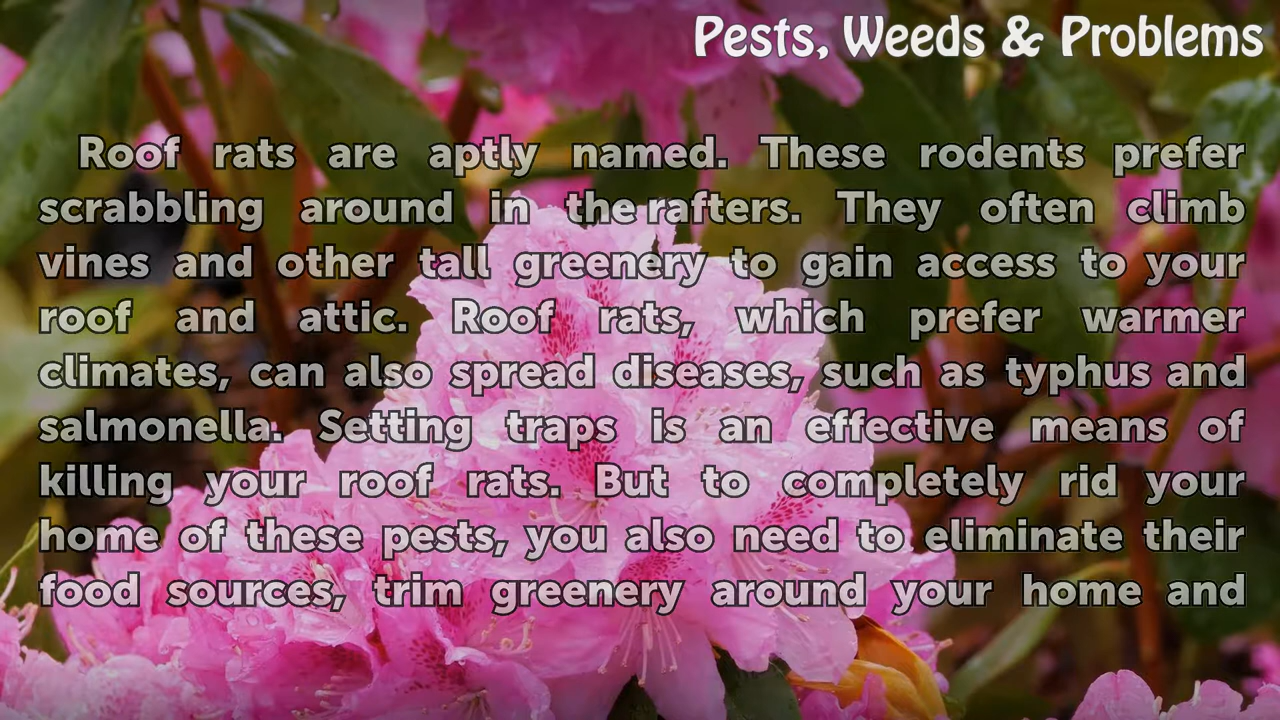 Pests, Weeds & Problems
Roof rats are aptly named. These rodents prefer
scrabbling around in the rafters. They often climb
vines and other tall greenery to gain access to your
roof and attic. Roof rats, which prefer warmer
climates, can also spread diseases, such as typhus and
salmonella. Setting traps is an effective means of
killing your roof rats. But to completely rid your
home of these pests, you also need to eliminate their
food sources, trim greenery around your home and